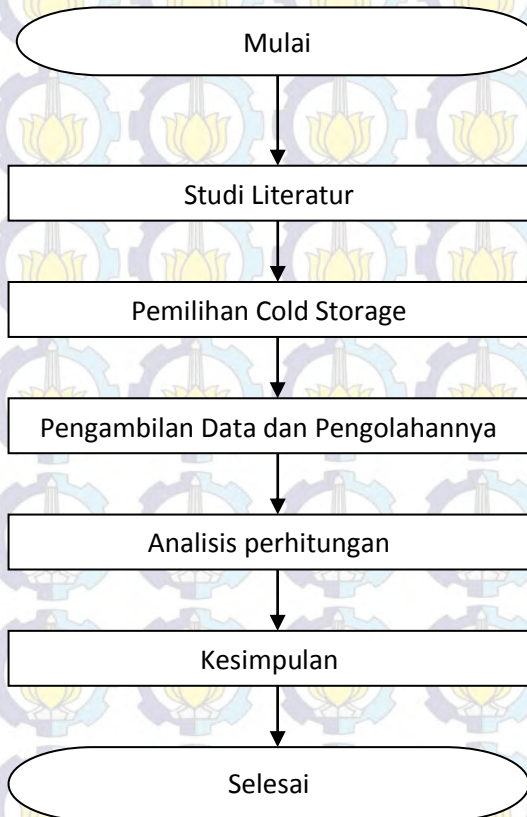 Mulai
Studi Literatur
Pemilihan Cold Storage
Pengambilan Data dan Pengolahannya
Analisis perhitungan
Kesimpulan
Selesai